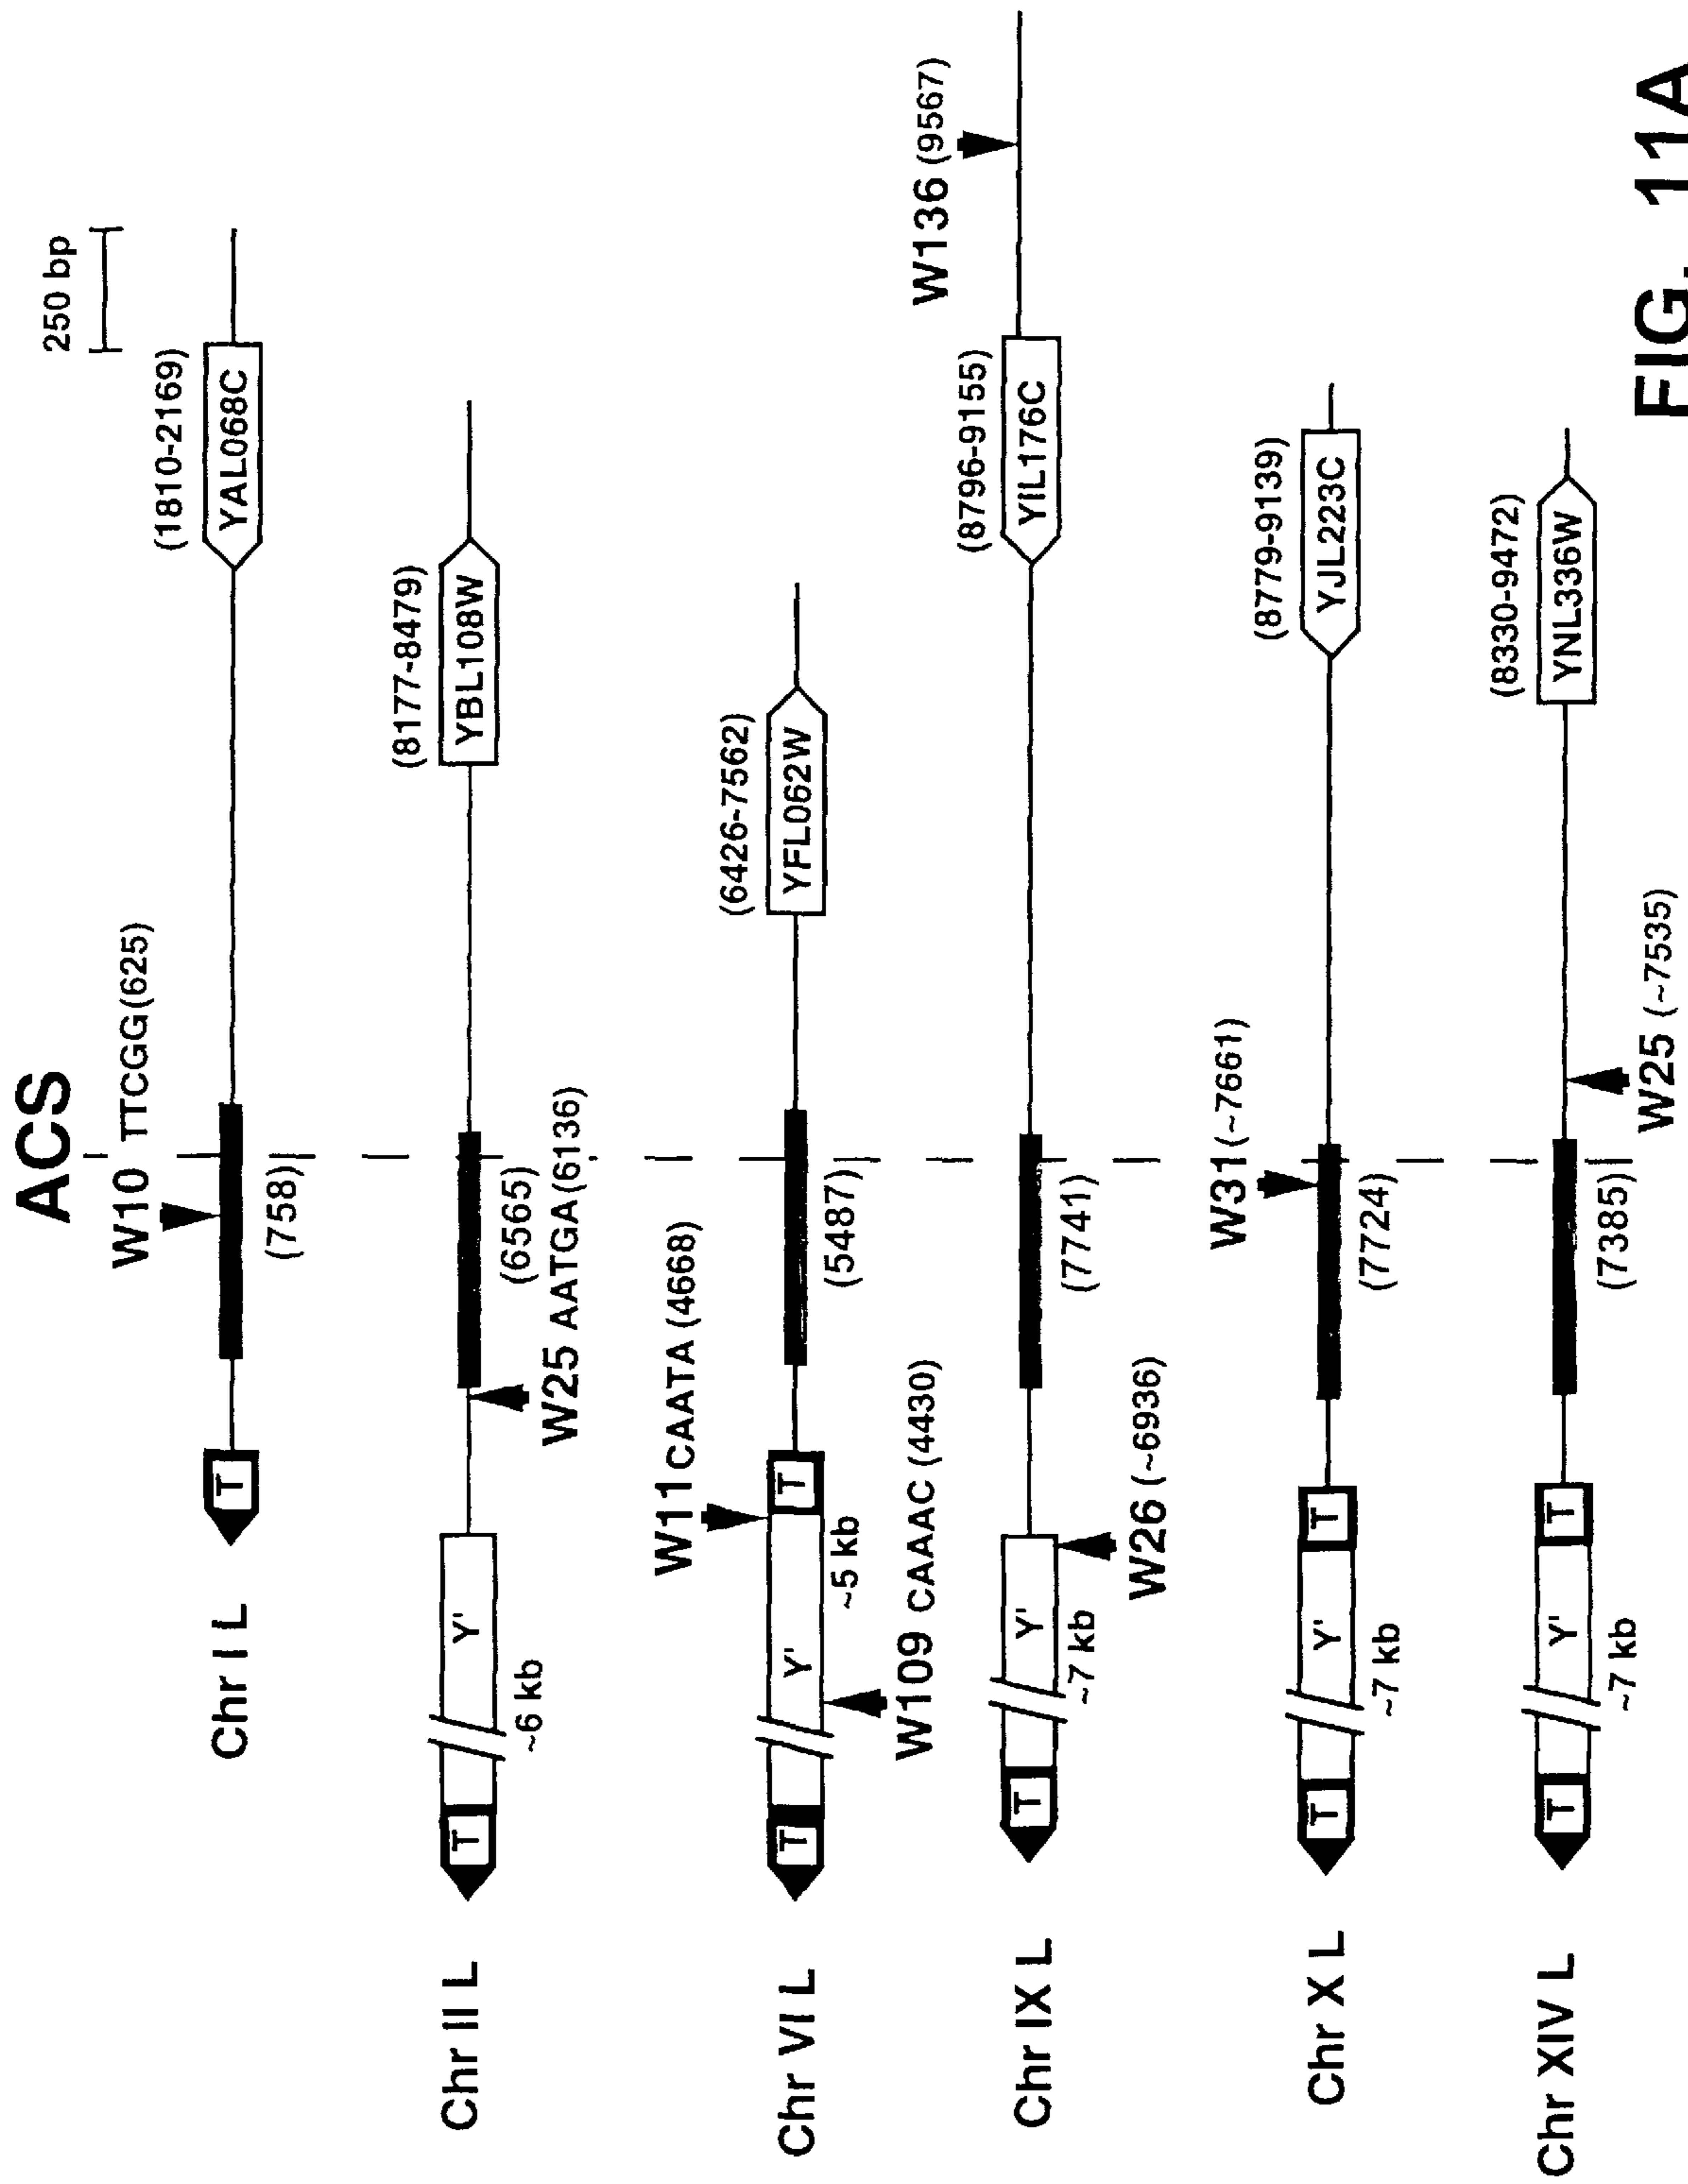 ACS
250 bp
W10 TTCGG(625)
(1810-2169)
Chr I L
T
YAL068C
(758)
(8177-8479)
Chr II L
T
Y'
YBL108W
~6 kb
(6565)
W25 AATGA(6136)
W11CAATA (4668)
(6426-7562)
Chr VI L
T
Y'
T
YFL062W
~5 kb
(5487)
W109 CAAAC (4430)
W136 (9567)
(8796-9155)
Chr IX L
T
Y'
YIL176C
~7 kb
(7741)
W26 (~6936)
W31(~7661)
(8779-9139)
Chr X L
T
Y'
T
YJL223C
~7 kb
(7724)
(8330-9472)
Chr XIV L
T
Y'
T
YNL336W
~7 kb
(7385)
W25 (~7535)
FIG. 11A